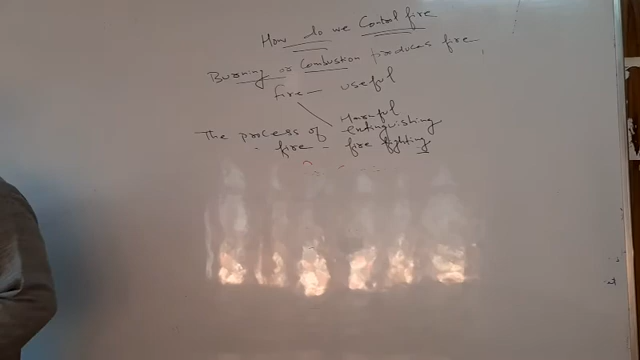 How do we Control fire
Burning or Combustion produces fire
fire — useful
Harmful
The process of extinguishing
fire - fire fighting